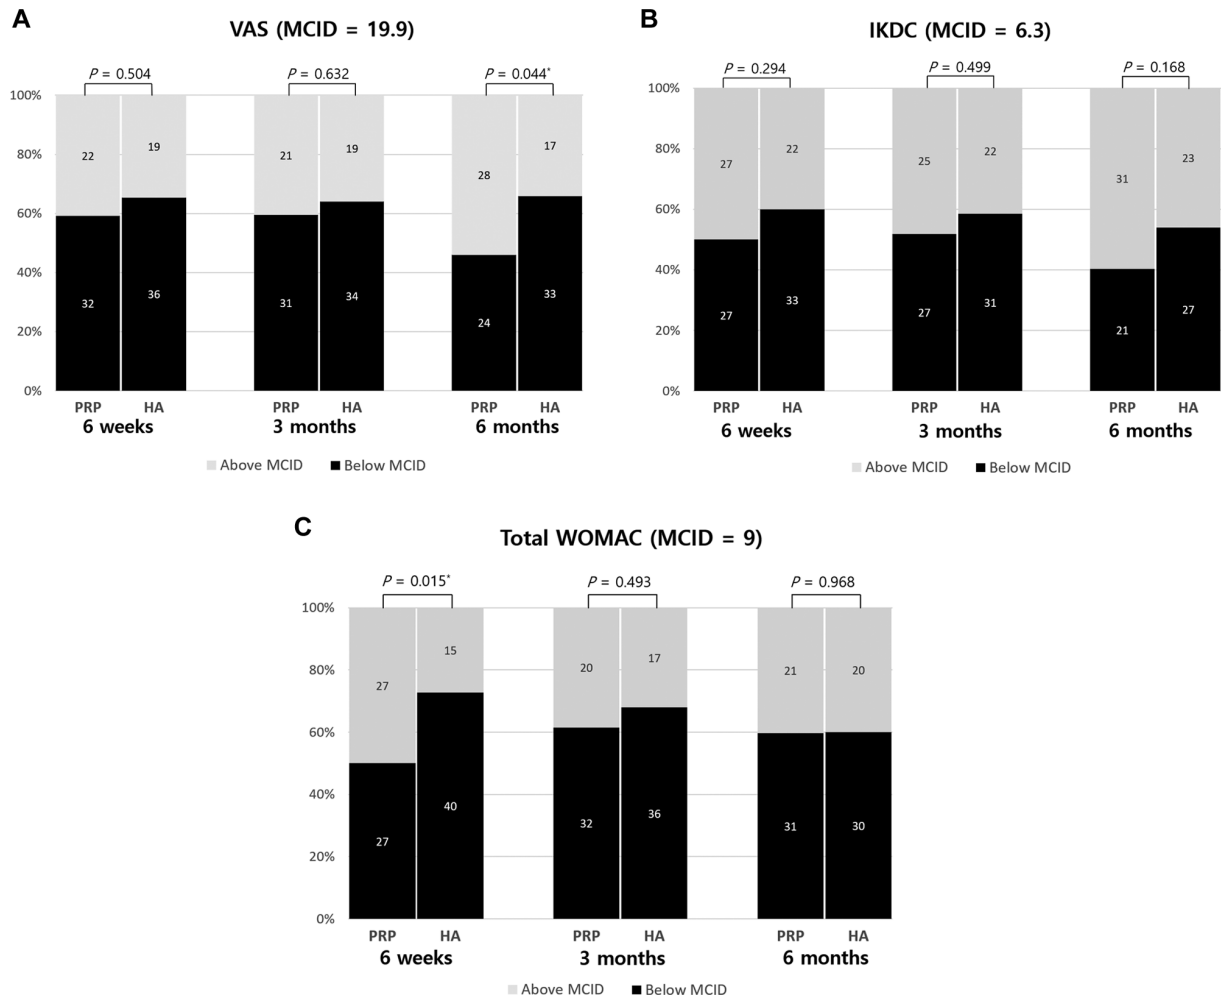 A
VAS (MCID = 19.9)
P = 0.504
P = 0.632
P = 0.044*
100%
80%
60%
40%
20%
0%
22
19
21
19
28
17
32
36
31
34
24
33
PRP HA PRP HA PRP HA
6 weeks 3 months 6 months
Above MCID Below MCID
B
IKDC (MCID = 6.3)
P = 0.294
P = 0.499
P = 0.168
100%
80%
60%
40%
20%
0%
27
22
25
22
31
23
27
33
27
31
21
27
PRP HA PRP HA PRP HA
6 weeks 3 months 6 months
Above MCID Below MCID
C
Total WOMAC (MCID = 9)
P = 0.015*
P = 0.493
P = 0.968
100%
80%
60%
40%
20%
0%
27
15
20
17
21
20
27
40
32
36
31
30
PRP HA PRP HA PRP HA
6 weeks 3 months 6 months
Above MCID Below MCID